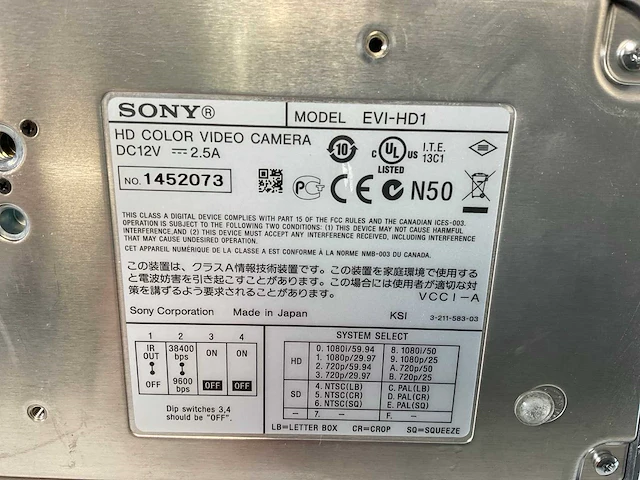 SONY® MODEL EVI-HD1
HD COLOR VIDEO CAMERA
DC12V ⎓ 2.5A
NO. 1452073
10
c UL US LISTED I.T.E. 13C1
CE N50
THIS CLASS A DIGITAL DEVICE COMPLIES WITH PART 15 OF THE FCC RULES AND THE CANADIAN ICES-003.
OPERATION IS SUBJECT TO THE FOLLOWING TWO CONDITIONS: (1) THIS DEVICE MAY NOT CAUSE HARMFUL
INTERFERENCE,AND (2) THIS DEVICE MUST ACCEPT ANY INTERFERENCE RECEIVED, INCLUDING INTERFERENCE
THAT MAY CAUSE UNDESIRED OPERATION.
CET APPAREIL NUMÉRIQUE DE LA CLASSE A EST CONFORME À LA NORME NMB-003 DU CANADA.
この装置は、クラスA情報技術装置です。この装置を家庭環境で使用する
と電波妨害を引き起こすことがあります。この場合には使用者が適切な対
策を講ずるよう要求されることがあります。 VCCI-A
Sony Corporation Made in Japan KSI 3-211-583-03
1 2 3 4
IR OUT 38400 bps ON ON
OFF 9600 bps OFF OFF
Dip switches 3,4
should be "OFF".
SYSTEM SELECT
HD 0. 1080i/59.94 8. 1080i/50
1. 1080p/29.97 9. 1080p/25
2. 720p/59.94 A. 720p/50
3. 720p/29.97 B. 720p/25
SD 4. NTSC(LB) C. PAL(LB)
5. NTSC(CR) D. PAL(CR)
6. NTSC(SQ) E. PAL(SQ)
— 7. — F. —
LB=LETTER BOX CR=CROP SQ=SQUEEZE